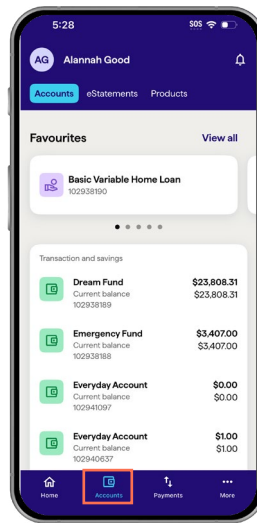 5:28 SOS
AG Alannah Good
Accounts eStatements Products
Favourites View all
Basic Variable Home Loan
102938190
Transaction and savings
Dream Fund $23,808.31
Current balance $23,808.31
102938189
Emergency Fund $3,407.00
Current balance $3,407.00
102938188
Everyday Account $0.00
Current balance $0.00
102941097
Everyday Account $1.00
Current balance $1.00
102940637
Home Accounts Payments More